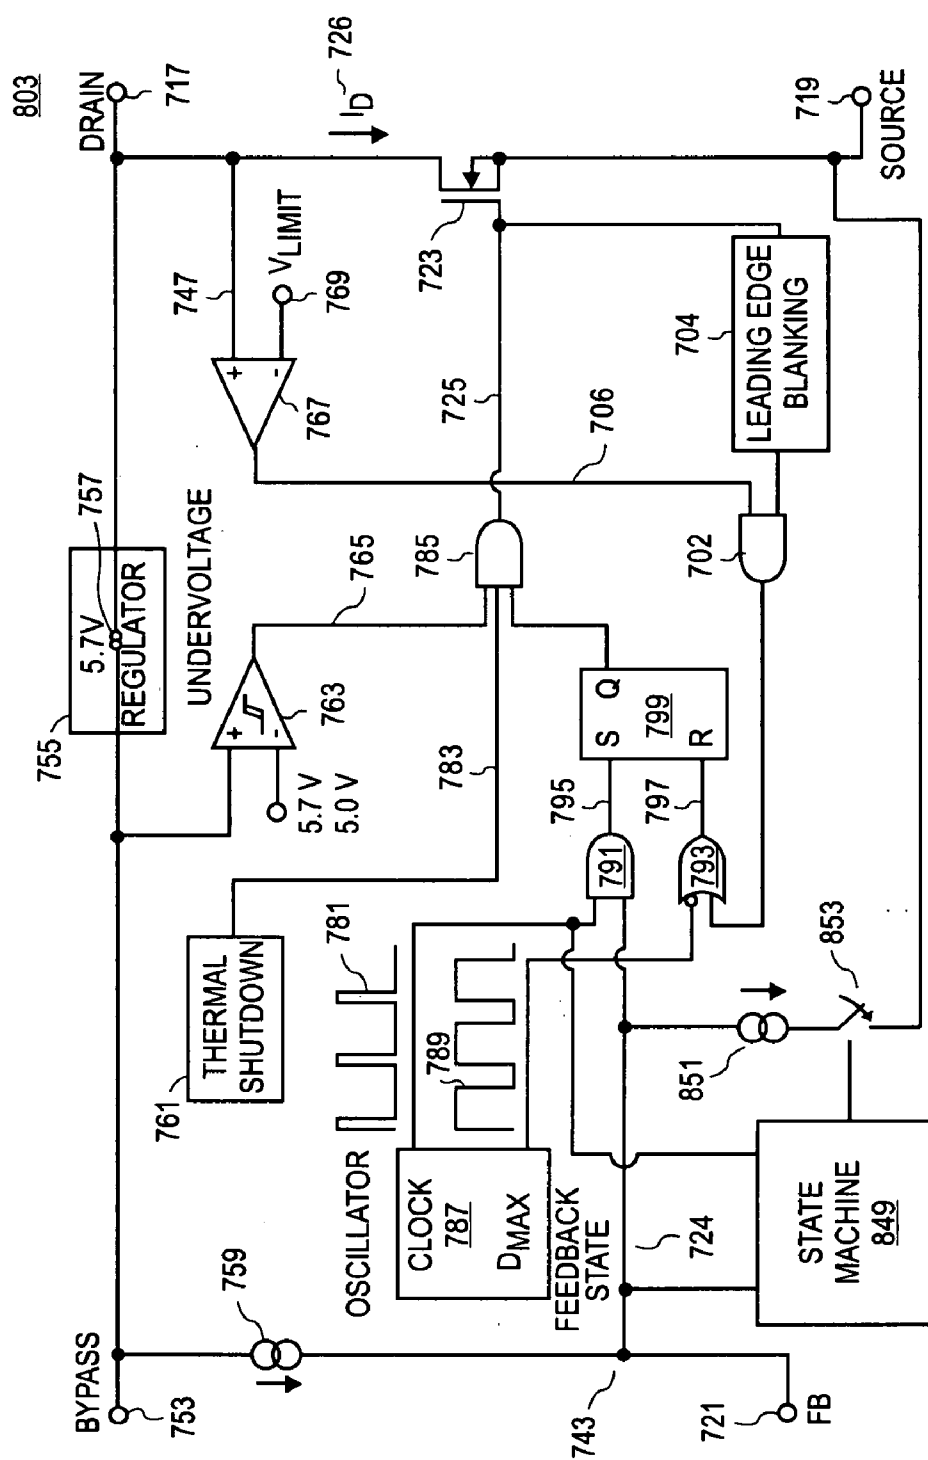 803
DRAIN
717
I_D
726
719
SOURCE
747
V_LIMIT
769
767
723
725
706
704
LEADING EDGE
BLANKING
757
755
5.7V
REGULATOR
UNDERVOLTAGE
765
785
702
+
-
763
+
-
5.7 V
5.0 V
783
S
Q
799
R
795
797
791
793
761
THERMAL
SHUTDOWN
781
789
OSCILLATOR
CLOCK
787
D_MAX
FEEDBACK
STATE
724
851
853
STATE
MACHINE
849
BYPASS
753
759
743
721
FB